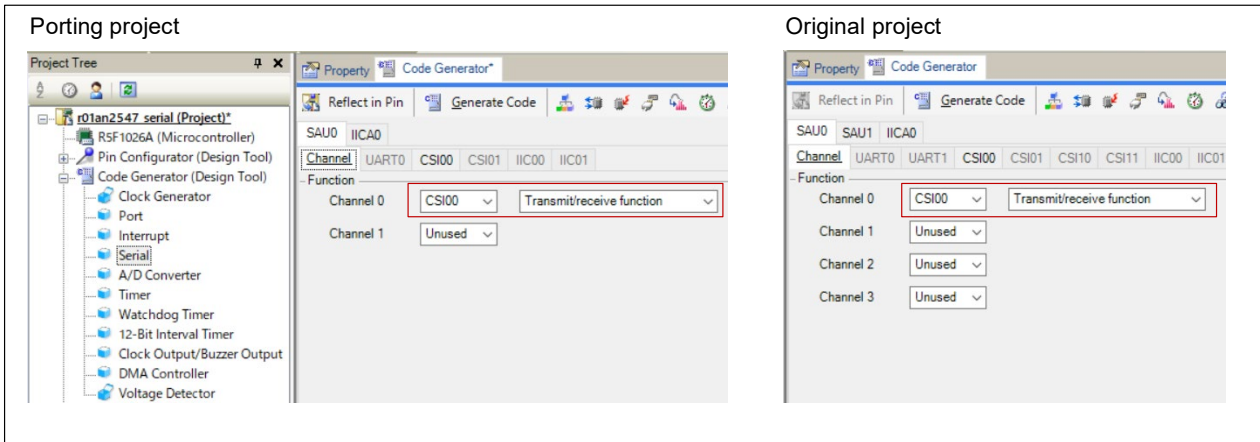 Porting project
Original project
Project Tree
Property Code Generator*
Reflect in Pin Generate Code
r01an2547_serial (Project)*
R5F1026A (Microcontroller)
Pin Configurator (Design Tool)
Code Generator (Design Tool)
Clock Generator
Port
Interrupt
Serial
A/D Converter
Timer
Watchdog Timer
12-Bit Interval Timer
Clock Output/Buzzer Output
DMA Controller
Voltage Detector
SAU0 IICA0
Channel UART0 CSI00 CSI01 IIC00 IIC01
Function
Channel 0 CSI00 Transmit/receive function
Channel 1 Unused
Property Code Generator
Reflect in Pin Generate Code
SAU0 SAU1 IICA0
Channel UART0 UART1 CSI00 CSI01 CSI10 CSI11 IIC00 IIC01
Function
Channel 0 CSI00 Transmit/receive function
Channel 1 Unused
Channel 2 Unused
Channel 3 Unused